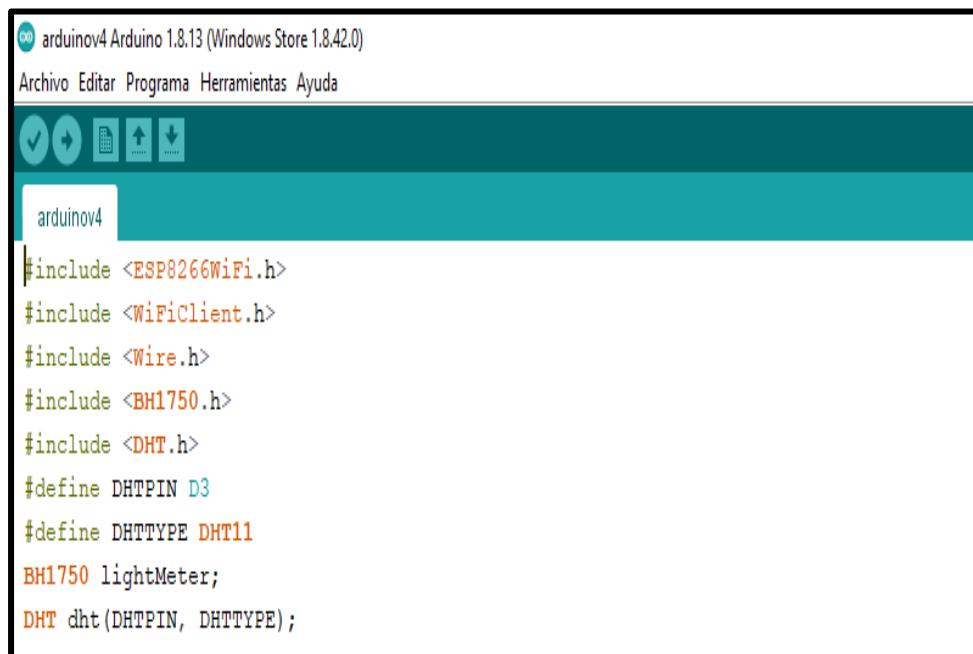 arduinov4 Arduino 1.8.13 (Windows Store 1.8.42.0)
Archivo Editar Programa Herramientas Ayuda
arduinov4
#include <ESP8266WiFi.h>
#include <WiFiClient.h>
#include <Wire.h>
#include <BH1750.h>
#include <DHT.h>
#define DHTPIN D3
#define DHTTYPE DHT11
BH1750 lightMeter;
DHT dht(DHTPIN, DHTTYPE);